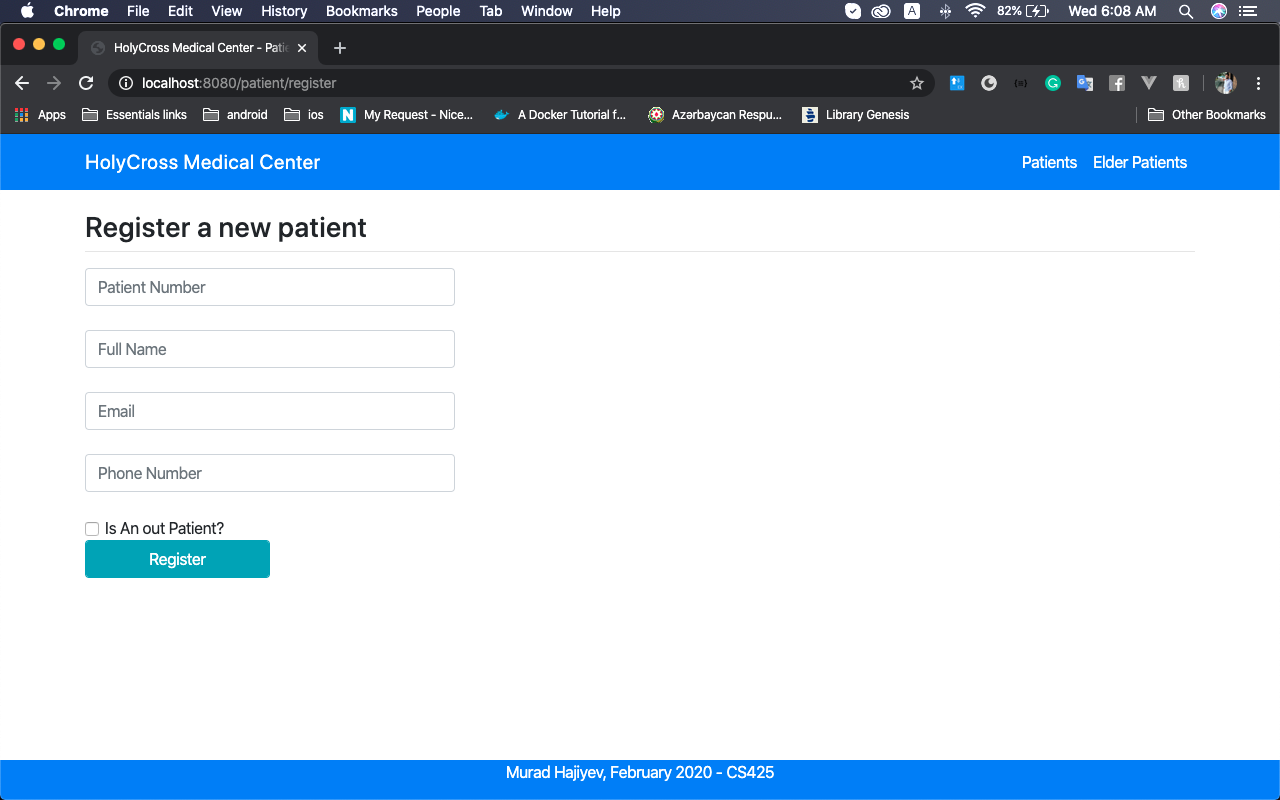 Chrome File Edit View History Bookmarks People Tab Window Help A 82% Wed 6:08 AM
HolyCross Medical Center - Patie
localhost:8080/patient/register
Apps Essentials links android ios My Request - Nice... A Docker Tutorial f... Azərbaycan Respu... Library Genesis Other Bookmarks
HolyCross Medical Center Patients Elder Patients
Register a new patient
Patient Number
Full Name
Email
Phone Number
Is An out Patient?
Register
Murad Hajiyev, February 2020 - CS425